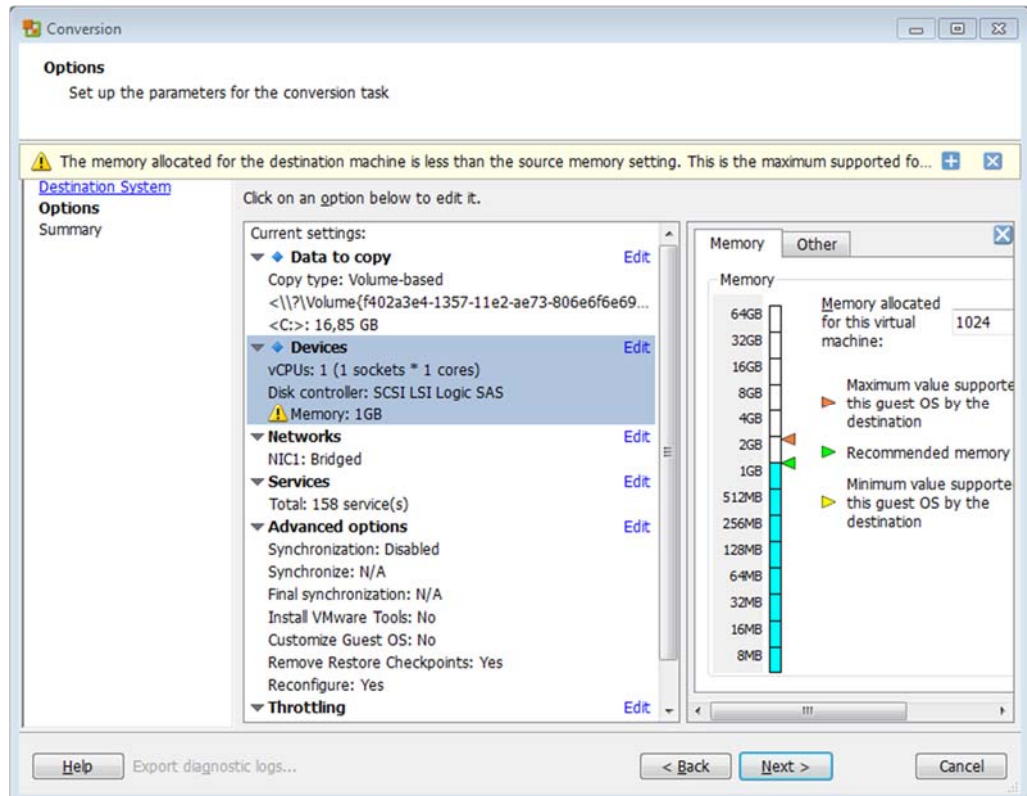 Conversion
Options
Set up the parameters for the conversion task
The memory allocated for the destination machine is less than the source memory setting. This is the maximum supported fo...
Destination System
Options
Summary
Click on an option below to edit it.
Current settings:
Data to copy Edit
Copy type: Volume-based
<\\?\Volume{f402a3e4-1357-11e2-ae73-806e6f6e69...
<C:>: 16,85 GB
Devices Edit
vCPUs: 1 (1 sockets * 1 cores)
Disk controller: SCSI LSI Logic SAS
Memory: 1GB
Networks Edit
NIC1: Bridged
Services Edit
Total: 158 service(s)
Advanced options Edit
Synchronization: Disabled
Synchronize: N/A
Final synchronization: N/A
Install VMware Tools: No
Customize Guest OS: No
Remove Restore Checkpoints: Yes
Reconfigure: Yes
Throttling Edit
Memory Other
Memory
64GB
32GB
16GB
8GB
4GB
2GB
1GB
512MB
256MB
128MB
64MB
32MB
16MB
8MB
Memory allocated
for this virtual
machine:
1024
Maximum value supporte
this guest OS by the
destination
Recommended memory
Minimum value supporte
this guest OS by the
destination
Help Export diagnostic logs... < Back Next > Cancel